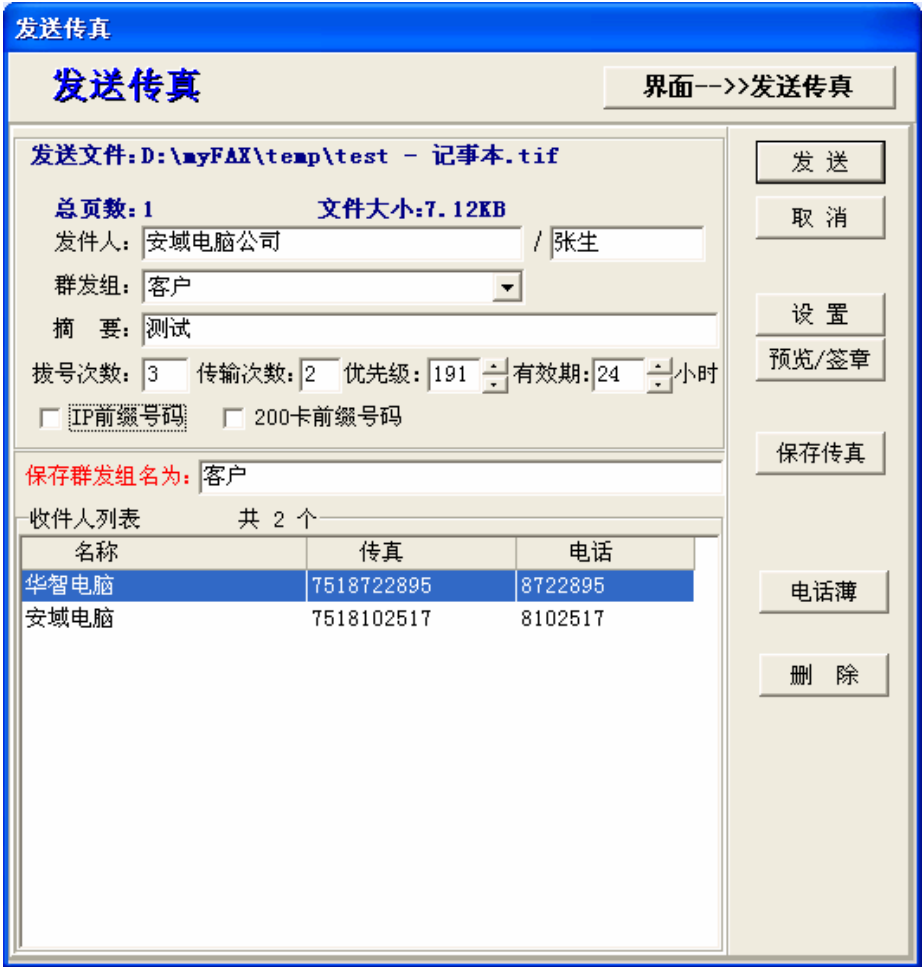 发送传真
发送传真 界面-->>发送传真
发送文件:D:\myFAX\temp\test - 记事本.tif
总页数:1 文件大小:7.12KB
发件人: 安域电脑公司 / 张生
群发组: 客户
摘 要: 测试
拨号次数: 3 传输次数: 2 优先级: 191 有效期: 24 小时
IP前缀号码 200卡前缀号码
保存群发组名为: 客户
收件人列表 共 2 个
名称 传真 电话
华智电脑 7518722895 8722895
安域电脑 7518102517 8102517
发 送
取 消
设 置
预览/签章
保存传真
电话薄
删 除